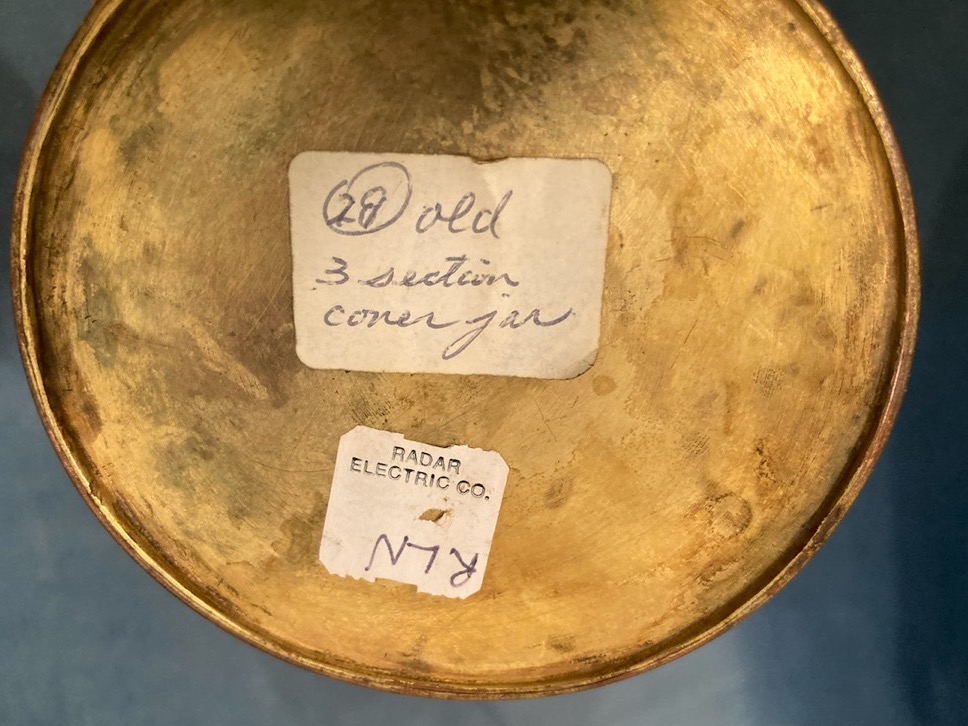 28 old
3 section
cover jar
RADAR
ELECTRIC CO.
RLN